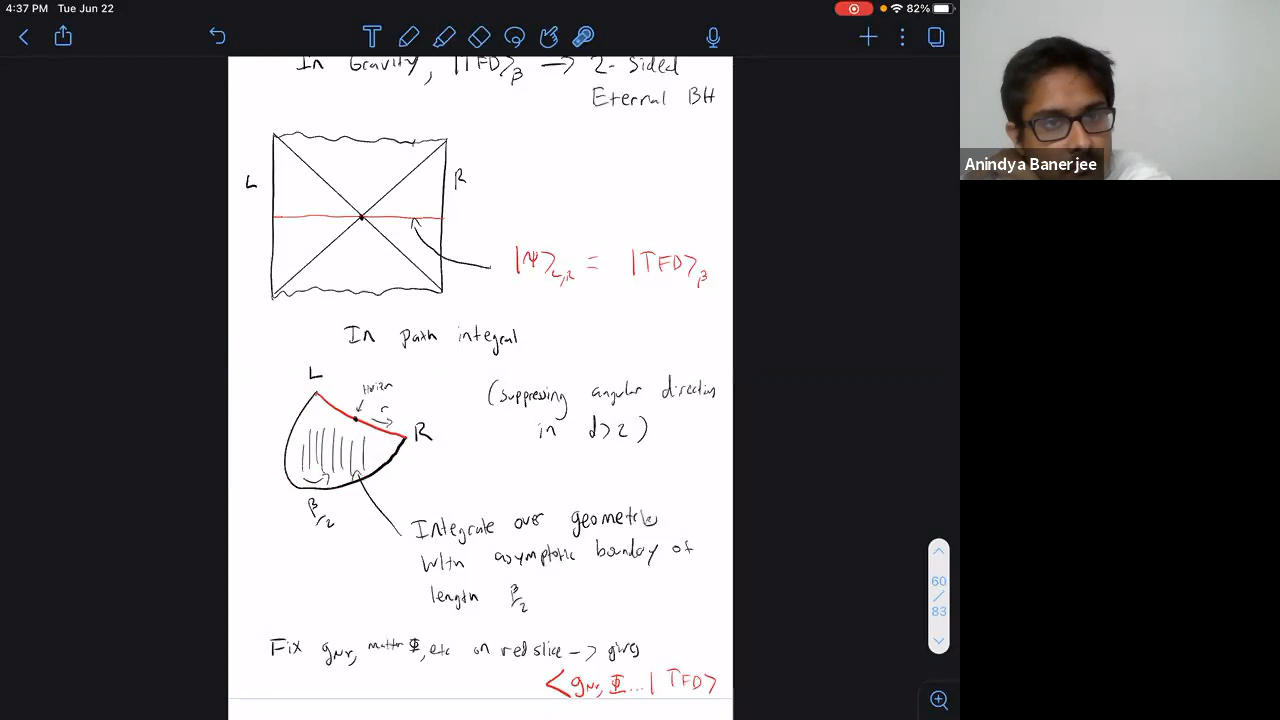 4:37 PM Tue Jun 22
82%
In Gravity, |TFD>β → 2-Sided
Eternal BH
L
R
|Ψ>L,R = |TFD>β
In path integral
L
Horizn
r
R
(suppressing angular direction
in d>2)
β/2
Integrate over geometries
with asymptotic bounday of
length β/2
Fix gμν, matter Φ, etc on red slice -> gives
<gμν, Φ...| TFD>
60
/
83
Anindya Banerjee